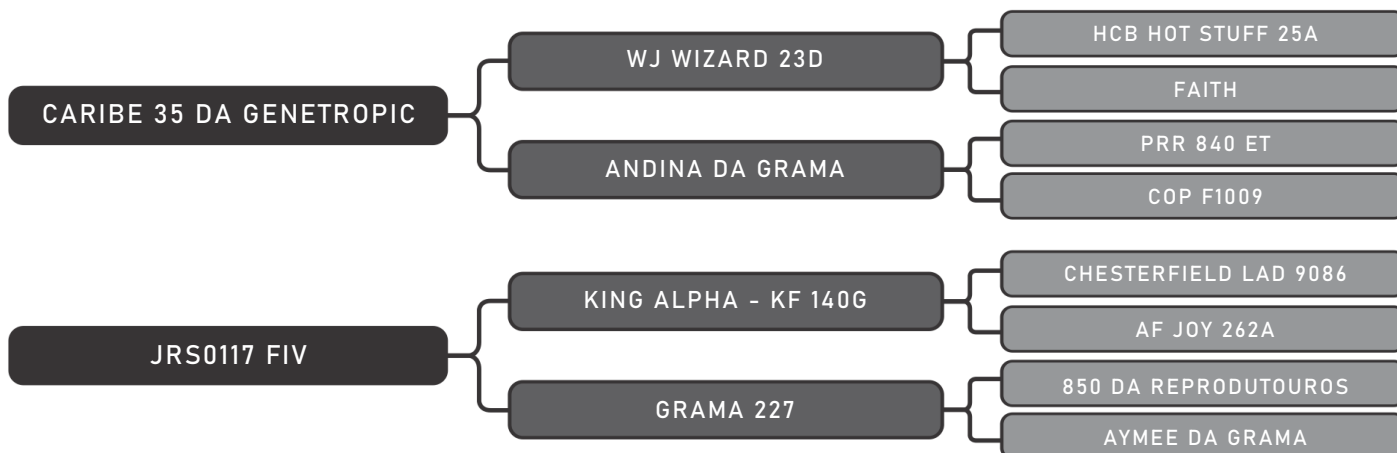 HCB HOT STUFF 25A
WJ WIZARD 23D
FAITH
CARIBE 35 DA GENETROPIC
PRR 840 ET
ANDINA DA GRAMA
COP F1009
CHESTERFIELD LAD 9086
KING ALPHA - KF 140G
AF JOY 262A
JRS0117 FIV
850 DA REPRODUTOUROS
GRAMA 227
AYMEE DA GRAMA